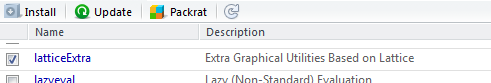 Install Update Packrat
Name Description
latticeExtra Extra Graphical Utilities Based on Lattice
lazyeval Lazy (Non-Standard) Evaluation